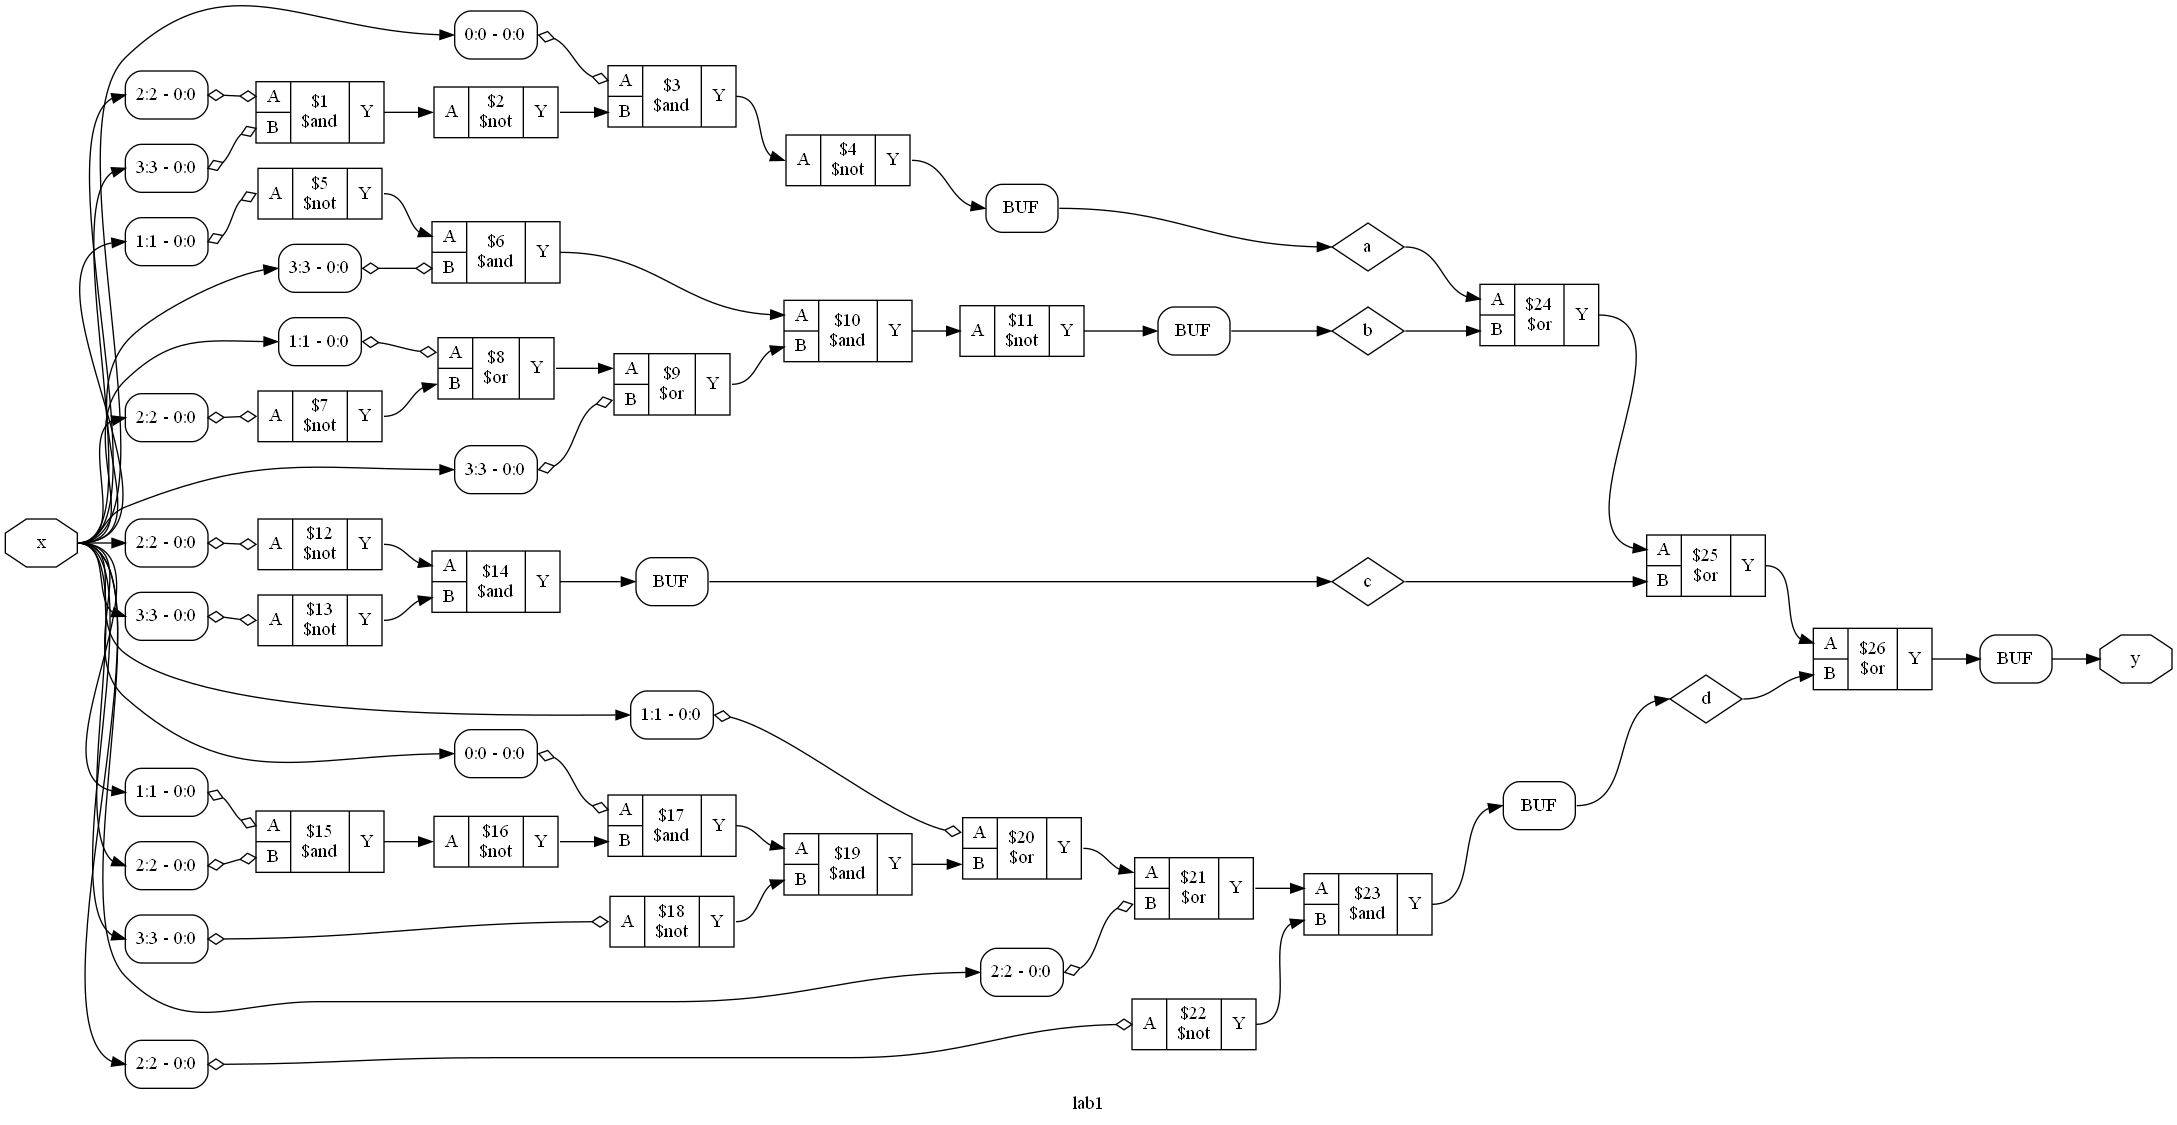 x
0:0 - 0:0
2:2 - 0:0
3:3 - 0:0
A
B
$1
$and
Y
A
$2
$not
Y
A
B
$3
$and
Y
A
$4
$not
Y
BUF
a
1:1 - 0:0
A
$5
$not
Y
3:3 - 0:0
A
B
$6
$and
Y
1:1 - 0:0
2:2 - 0:0
A
$7
$not
Y
A
B
$8
$or
Y
3:3 - 0:0
A
B
$9
$or
Y
A
B
$10
$and
Y
A
$11
$not
Y
BUF
b
A
B
$24
$or
Y
2:2 - 0:0
A
$12
$not
Y
3:3 - 0:0
A
$13
$not
Y
A
B
$14
$and
Y
BUF
c
A
B
$25
$or
Y
1:1 - 0:0
0:0 - 0:0
1:1 - 0:0
2:2 - 0:0
A
B
$15
$and
Y
A
$16
$not
Y
A
B
$17
$and
Y
3:3 - 0:0
A
$18
$not
Y
A
B
$19
$and
Y
A
B
$20
$or
Y
2:2 - 0:0
A
B
$21
$or
Y
2:2 - 0:0
A
$22
$not
Y
A
B
$23
$and
Y
BUF
d
A
B
$26
$or
Y
BUF
y
lab1